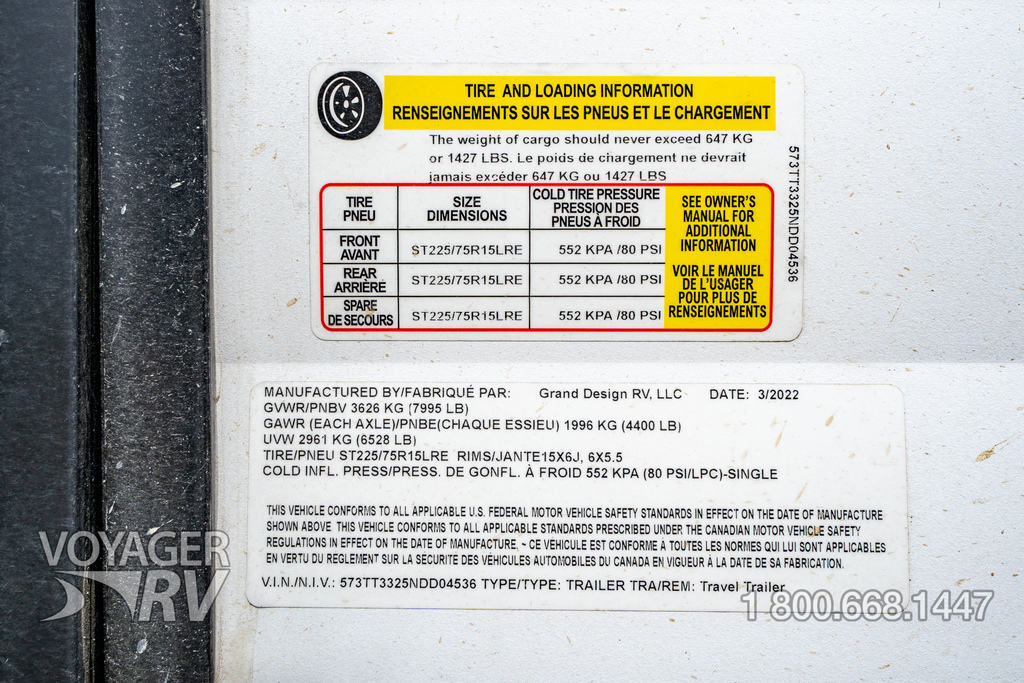 TIRE AND LOADING INFORMATION
RENSEIGNEMENTS SUR LES PNEUS ET LE CHARGEMENT
The weight of cargo should never exceed 647 KG
or 1427 LBS. Le poids de chargement ne devrait
jamais excéder 647 KG ou 1427 LBS
TIRE
PNEU
SIZE
DIMENSIONS
COLD TIRE PRESSURE
PRESSION DES
PNEUS À FROID
SEE OWNER'S
MANUAL FOR
ADDITIONAL
INFORMATION
VOIR LE MANUEL
DE L'USAGER
POUR PLUS DE
RENSEIGNEMENTS
FRONT
AVANT
ST225/75R15LRE
552 KPA /80 PSI
REAR
ARRIÈRE
ST225/75R15LRE
552 KPA /80 PSI
SPARE
DE SECOURS
ST225/75R15LRE
552 KPA /80 PSI
573TT3325NDD04536
MANUFACTURED BY/FABRIQUÉ PAR: Grand Design RV, LLC DATE: 3/2022
GVWR/PNBV 3626 KG (7995 LB)
GAWR (EACH AXLE)/PNBE(CHAQUE ESSIEU) 1996 KG (4400 LB)
UVW 2961 KG (6528 LB)
TIRE/PNEU ST225/75R15LRE RIMS/JANTE15X6J, 6X5.5
COLD INFL. PRESS/PRESS. DE GONFL. À FROID 552 KPA (80 PSI/LPC)-SINGLE
THIS VEHICLE CONFORMS TO ALL APPLICABLE U.S. FEDERAL MOTOR VEHICLE SAFETY STANDARDS IN EFFECT ON THE DATE OF MANUFACTURE
SHOWN ABOVE THIS VEHICLE CONFORMS TO ALL APPLICABLE STANDARDS PRESCRIBED UNDER THE CANADIAN MOTOR VEHICLE SAFETY
REGULATIONS IN EFFECT ON THE DATE OF MANUFACTURE. - CE VEHICULE EST CONFORME À TOUTES LES NORMES QUI LUI SONT APPLICABLES
EN VERTU DU REGLEMENT SUR LA SECURITE DES VÉHICULES AUTOMOBILES DU CANADA EN VIGUEUR À LA DATE DE SA FABRICATION.
V.I.N./N.I.V.: 573TT3325NDD04536 TYPE/TYPE: TRAILER TRA/REM: Travel Trailer
VOYAGER
RV
1 800.668.1447